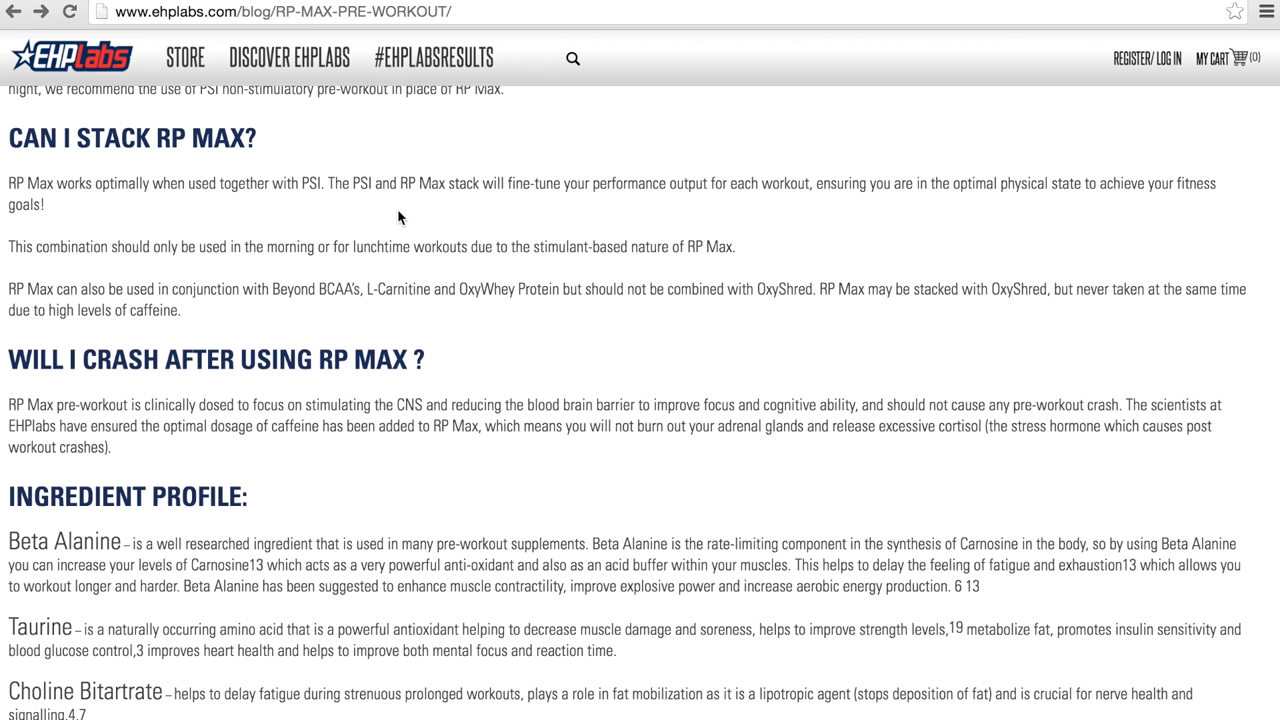 www.ehplabs.com/blog/RP-MAX-PRE-WORKOUT/
EHPLabs STORE DISCOVER EHPLABS #EHPLABSRESULTS REGISTER/ LOG IN MY CART (0)
night, we recommend the use of PSI non-stimulatory pre-workout in place of RP Max.
CAN I STACK RP MAX?
RP Max works optimally when used together with PSI. The PSI and RP Max stack will fine-tune your performance output for each workout, ensuring you are in the optimal physical state to achieve your fitness
goals!
This combination should only be used in the morning or for lunchtime workouts due to the stimulant-based nature of RP Max.
RP Max can also be used in conjunction with Beyond BCAA's, L-Carnitine and OxyWhey Protein but should not be combined with OxyShred. RP Max may be stacked with OxyShred, but never taken at the same time
due to high levels of caffeine.
WILL I CRASH AFTER USING RP MAX ?
RP Max pre-workout is clinically dosed to focus on stimulating the CNS and reducing the blood brain barrier to improve focus and cognitive ability, and should not cause any pre-workout crash. The scientists at
EHPlabs have ensured the optimal dosage of caffeine has been added to RP Max, which means you will not burn out your adrenal glands and release excessive cortisol (the stress hormone which causes post
workout crashes).
INGREDIENT PROFILE:
Beta Alanine – is a well researched ingredient that is used in many pre-workout supplements. Beta Alanine is the rate-limiting component in the synthesis of Carnosine in the body, so by using Beta Alanine
you can increase your levels of Carnosine13 which acts as a very powerful anti-oxidant and also as an acid buffer within your muscles. This helps to delay the feeling of fatigue and exhaustion13 which allows you
to workout longer and harder. Beta Alanine has been suggested to enhance muscle contractility, improve explosive power and increase aerobic energy production. 6 13
Taurine – is a naturally occurring amino acid that is a powerful antioxidant helping to decrease muscle damage and soreness, helps to improve strength levels,19 metabolize fat, promotes insulin sensitivity and
blood glucose control,3 improves heart health and helps to improve both mental focus and reaction time.
Choline Bitartrate – helps to delay fatigue during strenuous prolonged workouts, plays a role in fat mobilization as it is a lipotropic agent (stops deposition of fat) and is crucial for nerve health and
signalling.4,7